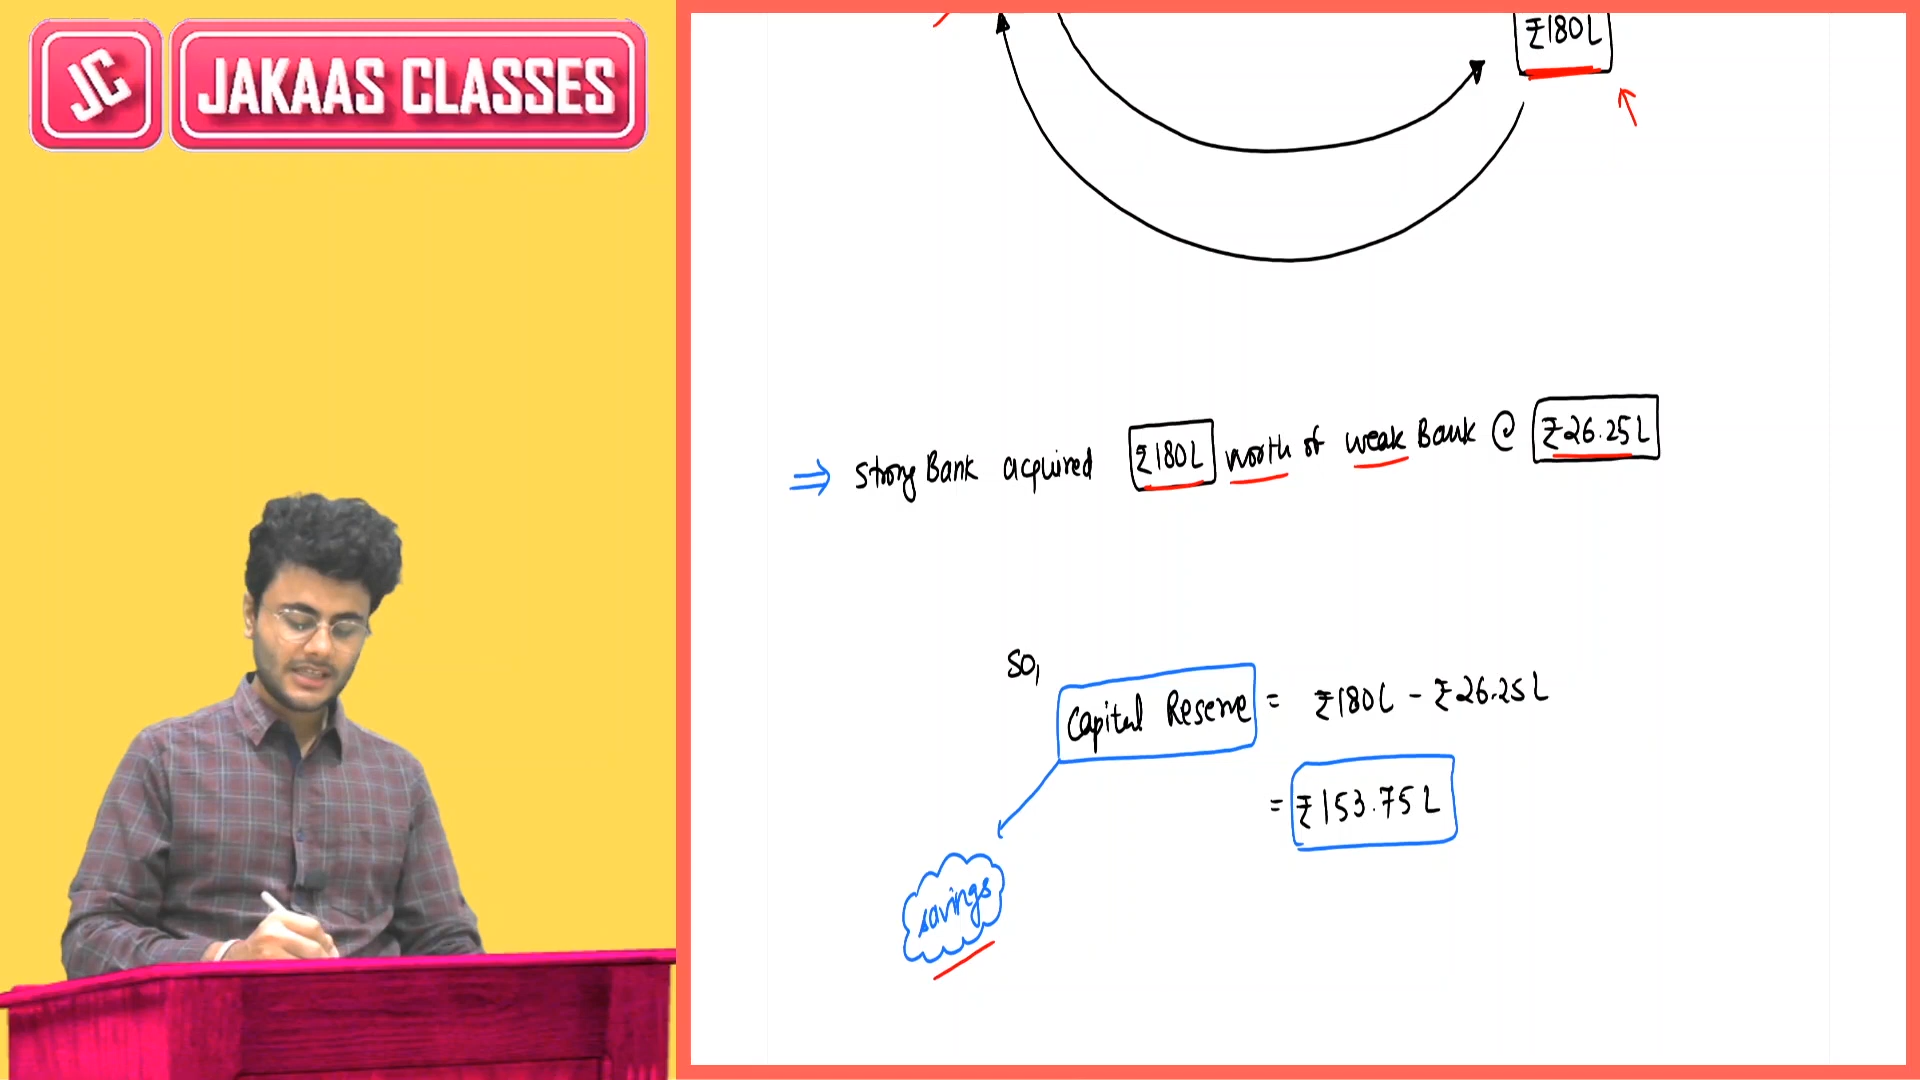 JC JAKAAS CLASSES
₹180L
⇒ Strong Bank acquired ₹180L worth of weak Bank @ ₹26.25L
So,
Capital Reserve = ₹180L - ₹26.25L
= ₹153.75L
savings